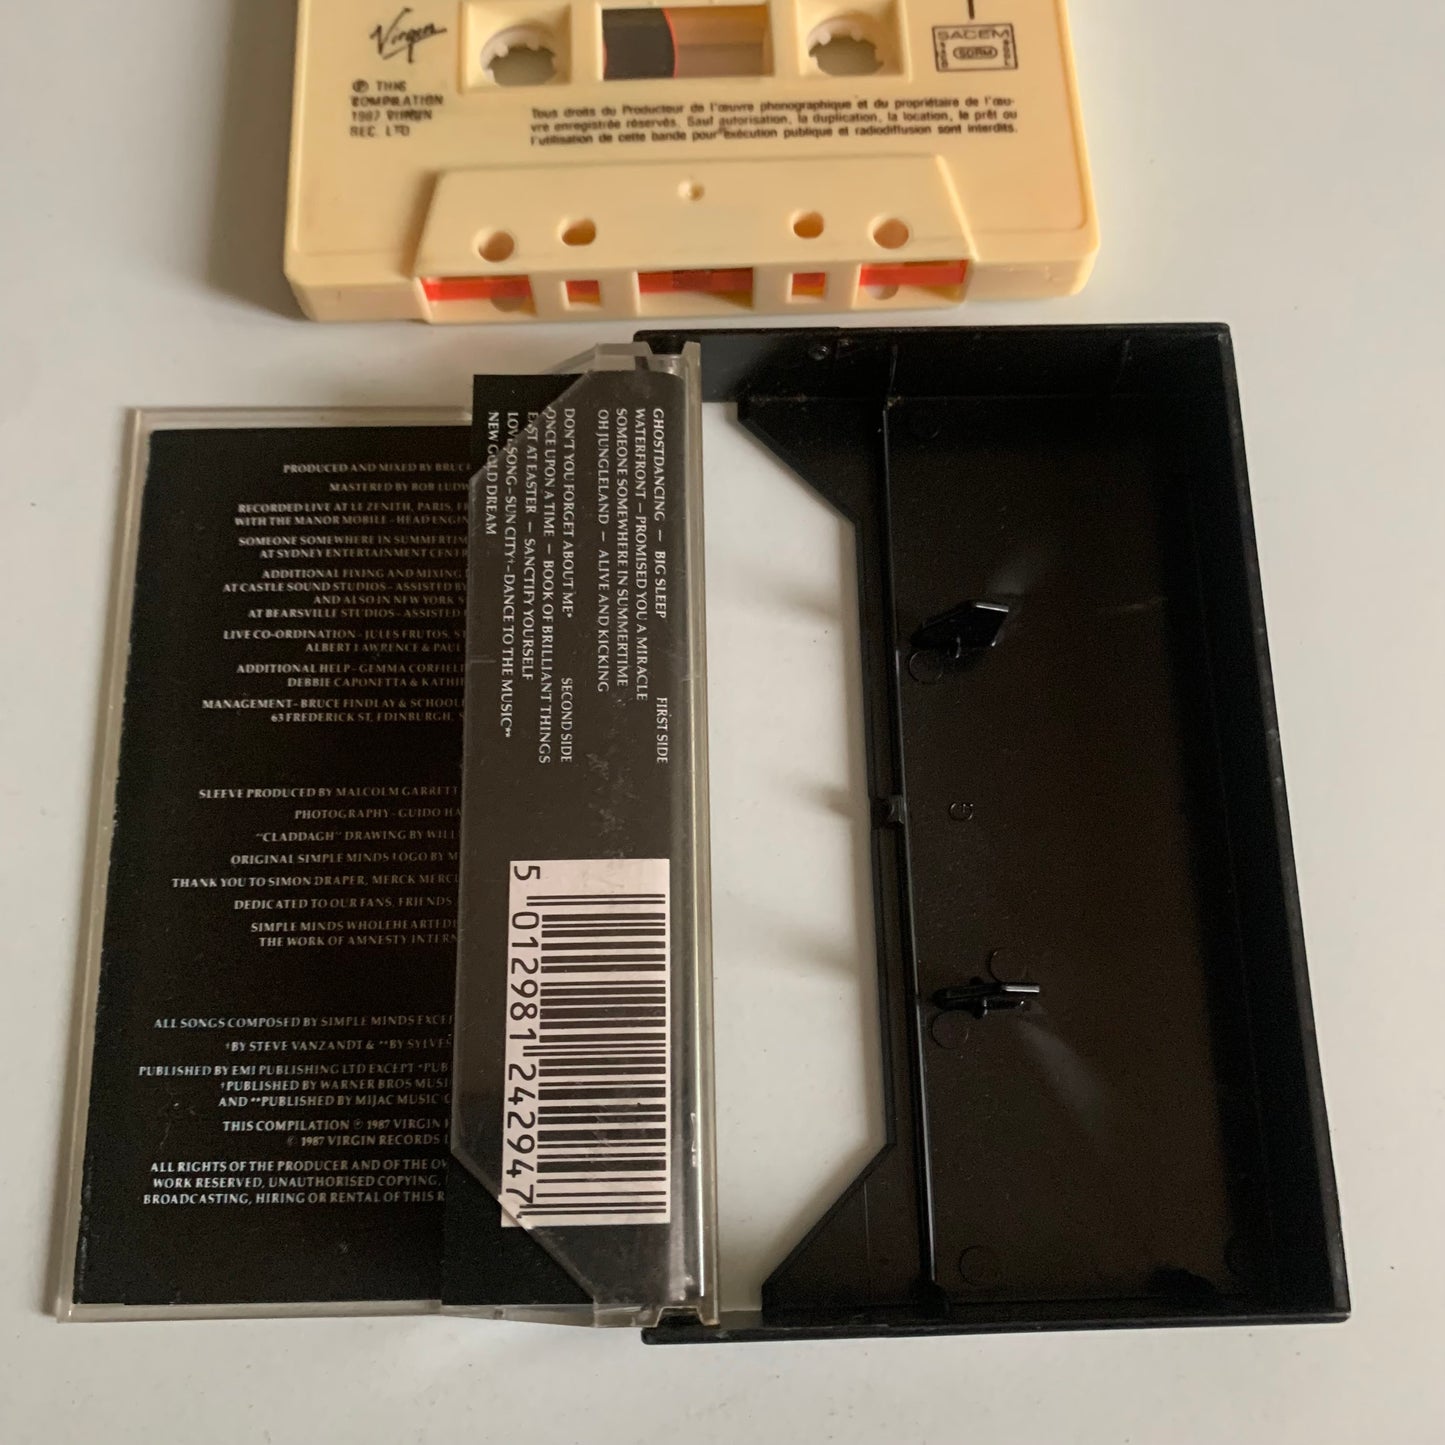 Virgin
℗ THIS
COMPILATION
1987 VIRGIN
REC. LTD
1
SACEM
SDRM
Tous droits du Producteur de l'œuvre phonographique et du propriétaire de l'œu-
vre enregistrée réservés. Sauf autorisation, la duplication, la location, le prêt ou
l'utilisation de cette bande pour exécution publique et radiodiffusion sont interdits.
PRODUCED AND MIXED BY BRUCE
MASTERED BY BOB LUDW
RECORDED LIVE AT LE ZENITH, PARIS, FR
WITH THE MANOR MOBILE - HEAD ENGIN
SOMEONE SOMEWHERE IN SUMMERTIM
AT SYDNEY ENTERTAINMENT CENTR
ADDITIONAL FIXING AND MIXING
AT CASTLE SOUND STUDIOS - ASSISTED BY
AND ALSO IN NEW YORK S
AT BEARSVILLE STUDIOS - ASSISTED
LIVE CO-ORDINATION - JULES FRUTOS, ST
ALBERT LAWRENCE & PAUL
ADDITIONAL HELP - GEMMA CORFIEL
DEBBIE CAPONETTA & KATHI
MANAGEMENT - BRUCE FINDLAY & SCHOOL
63 FREDERICK ST, EDINBURGH, S
SLEEVE PRODUCED BY MALCOLM GARRETT
PHOTOGRAPHY - GUIDO HA
"CLADDAGH" DRAWING BY WILL
ORIGINAL SIMPLE MINDS LOGO BY M
THANK YOU TO SIMON DRAPER, MERCK MERCU
DEDICATED TO OUR FANS, FRIENDS
SIMPLE MINDS WHOLEHEARTED
THE WORK OF AMNESTY INTERN
ALL SONGS COMPOSED BY SIMPLE MINDS EXCEP
†BY STEVE VANZANDT & **BY SYLVES
PUBLISHED BY EMI PUBLISHING LTD EXCEPT *PUB
†PUBLISHED BY WARNER BROS MUSI
AND **PUBLISHED BY MIJAC MUSIC
THIS COMPILATION ℗ 1987 VIRGIN
© 1987 VIRGIN RECORDS
ALL RIGHTS OF THE PRODUCER AND OF THE OW
WORK RESERVED, UNAUTHORISED COPYING,
BROADCASTING, HIRING OR RENTAL OF THIS R
FIRST SIDE
GHOSTDANCING — BIG SLEEP
WATERFRONT — PROMISED YOU A MIRACLE
SOMEONE SOMEWHERE IN SUMMERTIME
OH JUNGLELAND — ALIVE AND KICKING
SECOND SIDE
DON'T YOU FORGET ABOUT ME*
ONCE UPON A TIME — BOOK OF BRILLIANT THINGS
EAST AT EASTER — SANCTIFY YOURSELF
LOVE SONG — SUN CITY† — DANCE TO THE MUSIC**
NEW GOLD DREAM
5 012981 242947
G